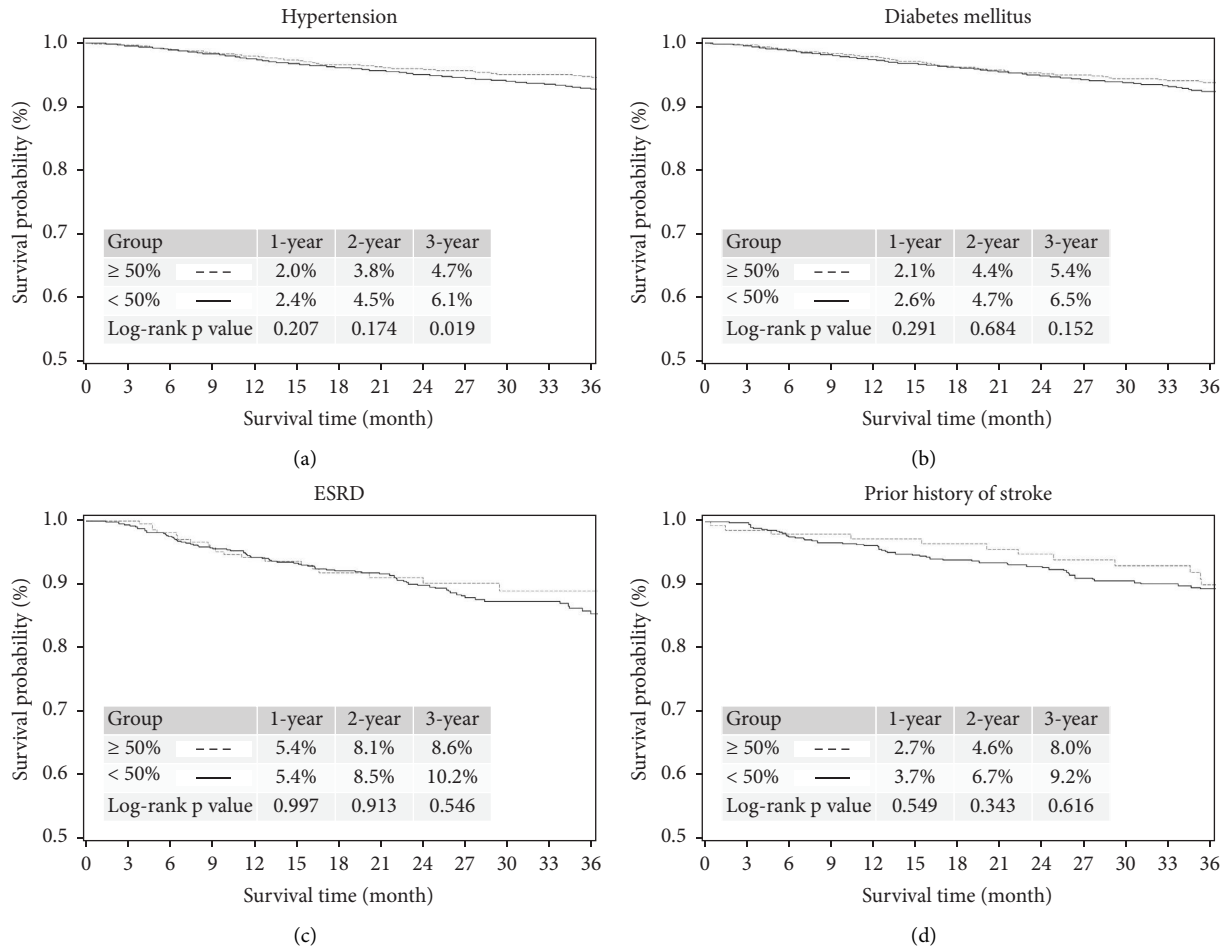 Hypertension
Survival probability (%)
1.0
0.9
0.8
0.7
0.6
0.5
Group 1-year 2-year 3-year
≥ 50% 2.0% 3.8% 4.7%
< 50% 2.4% 4.5% 6.1%
Log-rank p value 0.207 0.174 0.019
0 3 6 9 12 15 18 21 24 27 30 33 36
Survival time (month)
(a)
Diabetes mellitus
Survival probability (%)
1.0
0.9
0.8
0.7
0.6
0.5
Group 1-year 2-year 3-year
≥ 50% 2.1% 4.4% 5.4%
< 50% 2.6% 4.7% 6.5%
Log-rank p value 0.291 0.684 0.152
0 3 6 9 12 15 18 21 24 27 30 33 36
Survival time (month)
(b)
ESRD
Survival probability (%)
1.0
0.9
0.8
0.7
0.6
0.5
Group 1-year 2-year 3-year
≥ 50% 5.4% 8.1% 8.6%
< 50% 5.4% 8.5% 10.2%
Log-rank p value 0.997 0.913 0.546
0 3 6 9 12 15 18 21 24 27 30 33 36
Survival time (month)
(c)
Prior history of stroke
Survival probability (%)
1.0
0.9
0.8
0.7
0.6
0.5
Group 1-year 2-year 3-year
≥ 50% 2.7% 4.6% 8.0%
< 50% 3.7% 6.7% 9.2%
Log-rank p value 0.549 0.343 0.616
0 3 6 9 12 15 18 21 24 27 30 33 36
Survival time (month)
(d)